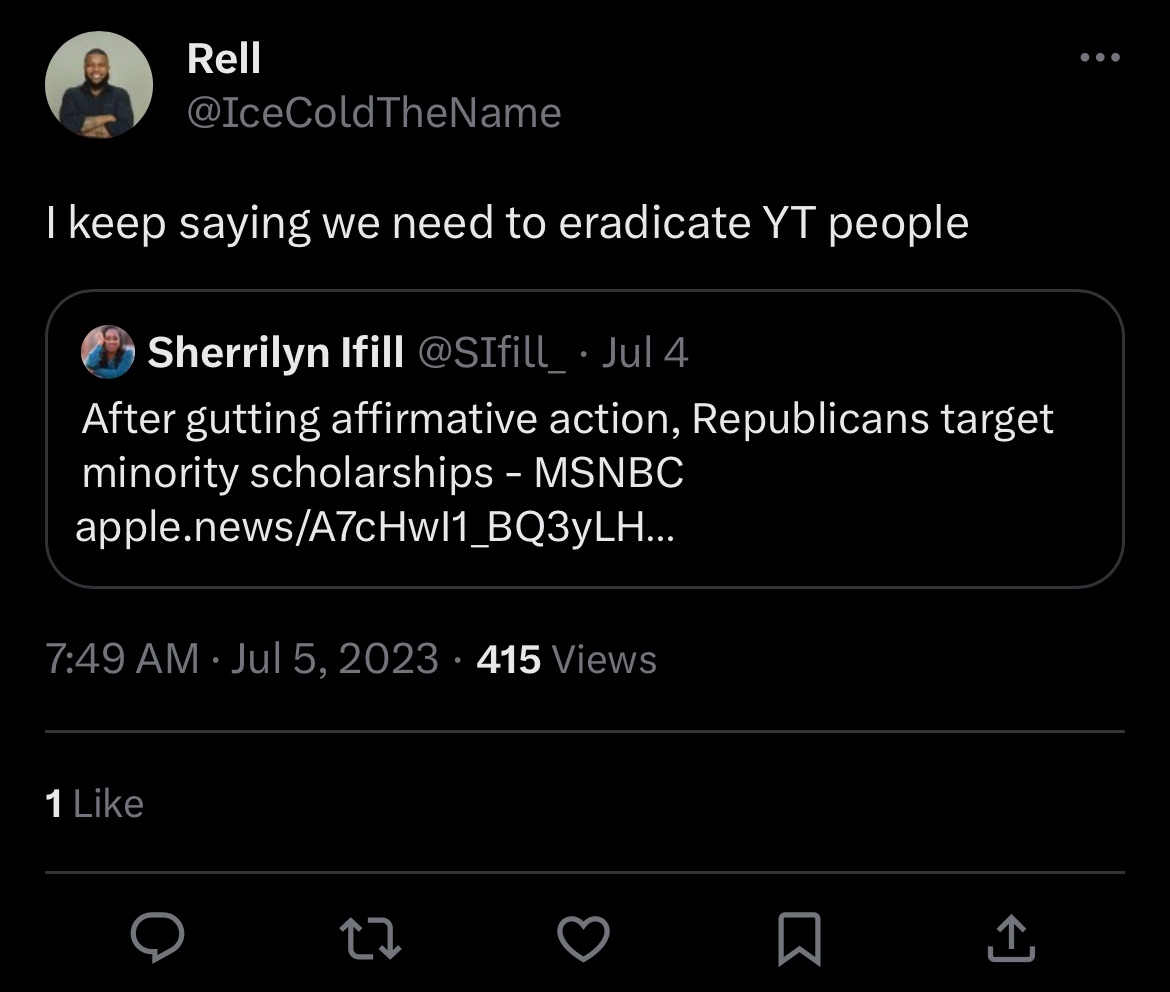 Rell
@IceColdTheName
I keep saying we need to eradicate YT people
Sherrilyn Ifill @SIfill_ · Jul 4
After gutting affirmative action, Republicans target
minority scholarships - MSNBC
apple.news/A7cHwI1_BQ3yLH...
7:49 AM · Jul 5, 2023 · 415 Views
1 Like